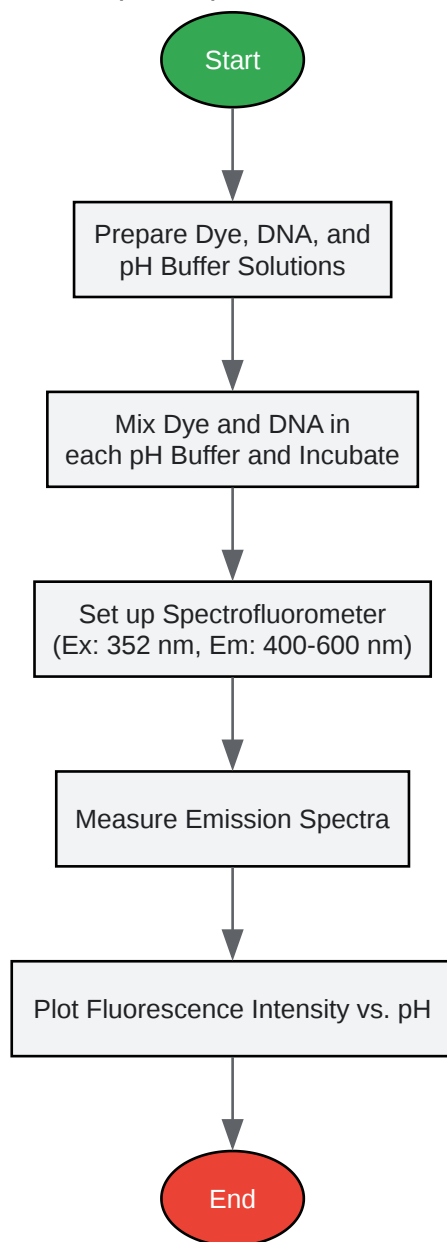 Start
Prepare Dye, DNA, and
pH Buffer Solutions
Mix Dye and DNA in
each pH Buffer and Incubate
Set up Spectrofluorometer
(Ex: 352 nm, Em: 400-600 nm)
Measure Emission Spectra
Plot Fluorescence Intensity vs. pH
End